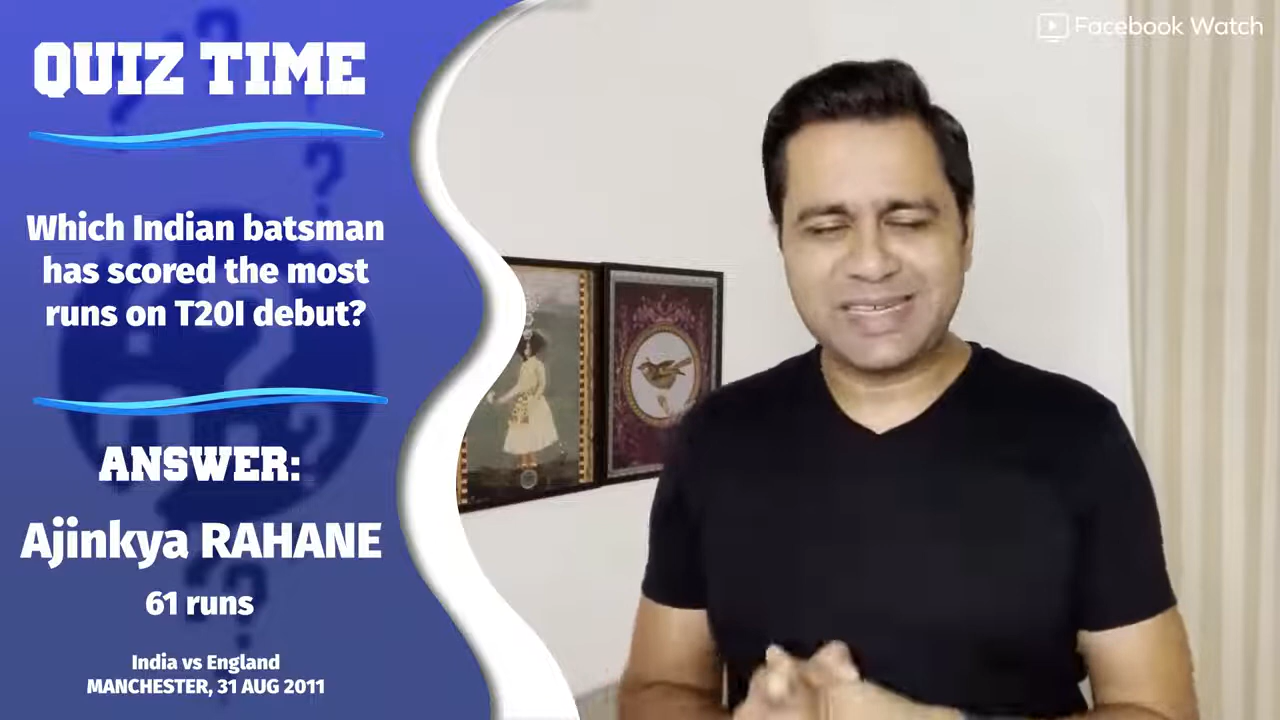 QUIZ TIME
Which Indian batsman
has scored the most
runs on T20I debut?
ANSWER:
Ajinkya RAHANE
61 runs
India vs England
MANCHESTER, 31 AUG 2011
Facebook Watch